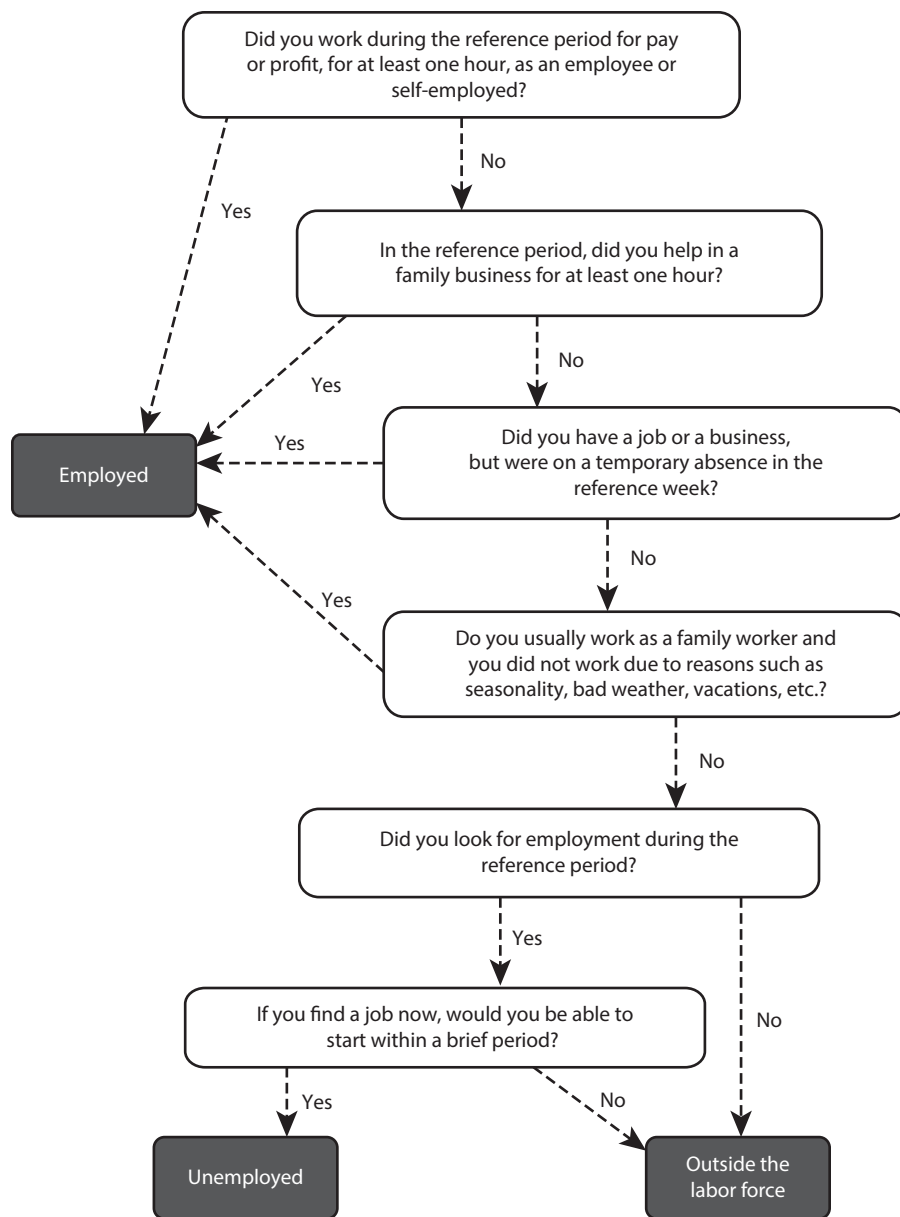 Did you work during the reference period for pay
or profit, for at least one hour, as an employee or
self-employed?
No
Yes
In the reference period, did you help in a
family business for at least one hour?
No
Yes
Did you have a job or a business,
but were on a temporary absence in the
reference week?
Yes
Employed
No
Yes
Do you usually work as a family worker and
you did not work due to reasons such as
seasonality, bad weather, vacations, etc.?
No
Did you look for employment during the
reference period?
Yes
No
If you find a job now, would you be able to
start within a brief period?
Yes
No
Unemployed
Outside the
labor force